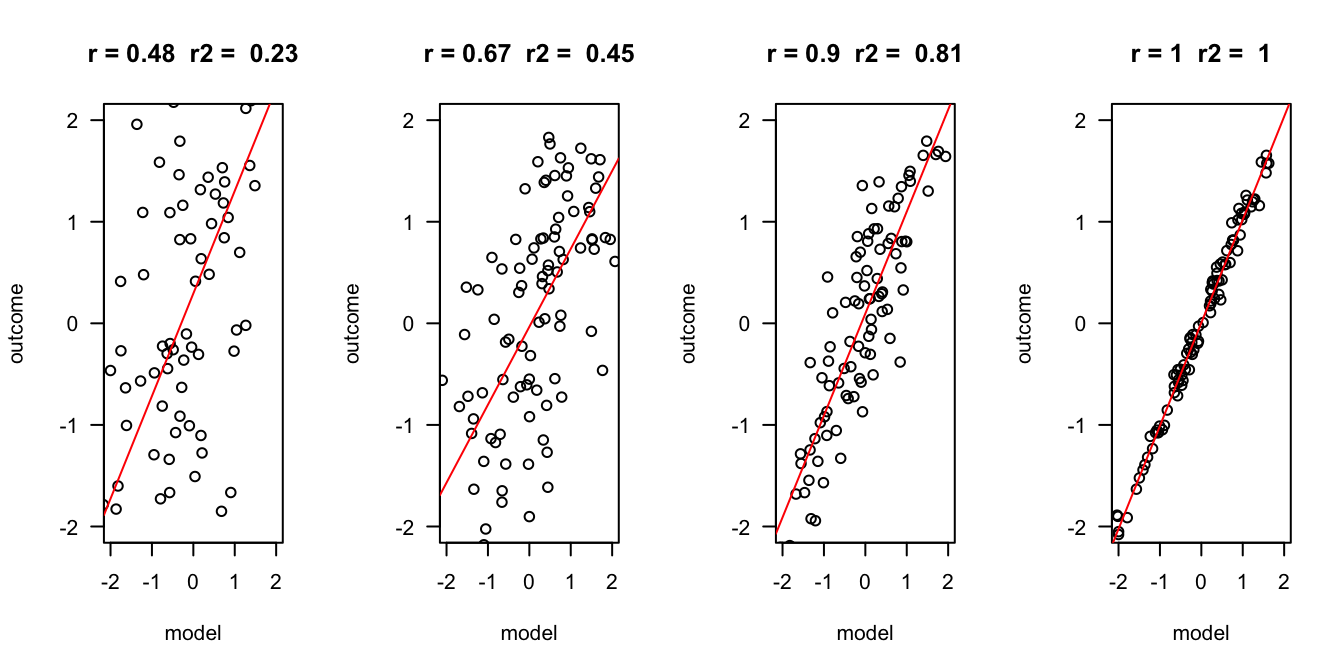 r = 0.48  r2 =  0.23
outcome
2
1
0
-1
-2
-2 -1 0 1 2
model
r = 0.67  r2 =  0.45
outcome
2
1
0
-1
-2
-2 -1 0 1 2
model
r = 0.9  r2 =  0.81
outcome
2
1
0
-1
-2
-2 -1 0 1 2
model
r = 1  r2 =  1
outcome
2
1
0
-1
-2
-2 -1 0 1 2
model